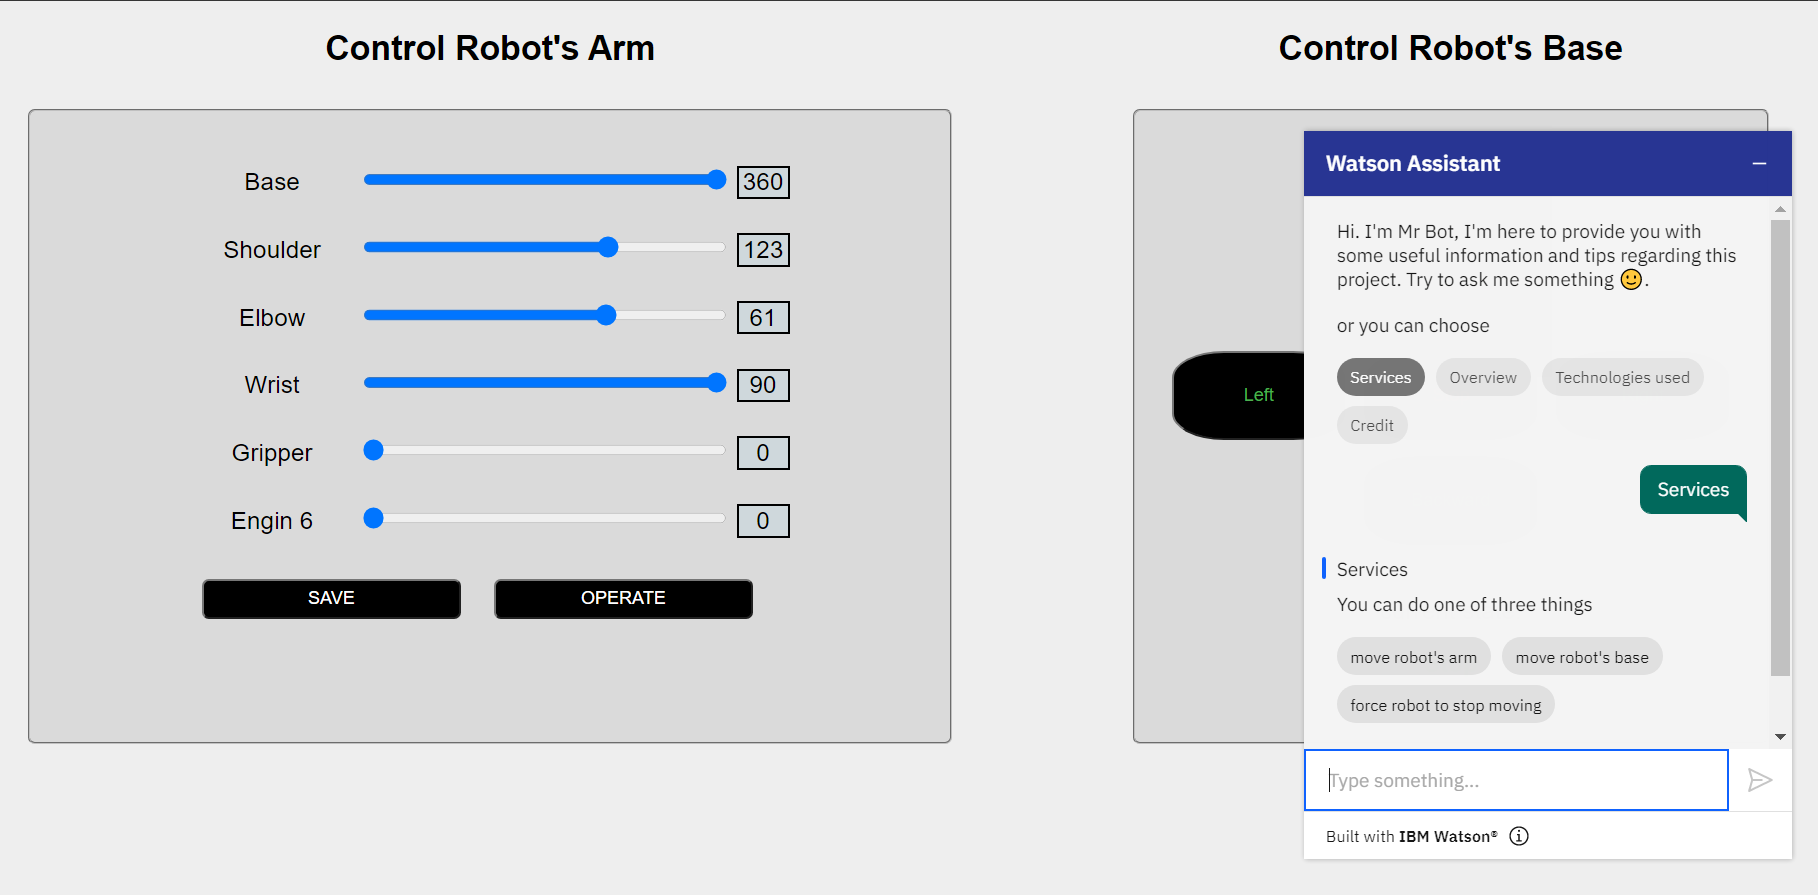 Control Robot's Arm
Base 360
Shoulder 123
Elbow 61
Wrist 90
Gripper 0
Engin 6 0
SAVE OPERATE
Control Robot's Base
Left
Watson Assistant
Hi. I'm Mr Bot, I'm here to provide you with
some useful information and tips regarding this
project. Try to ask me something 🙂.
or you can choose
Services Overview Technologies used
Credit
Services
Services
You can do one of three things
move robot's arm move robot's base
force robot to stop moving
Type something...
Built with IBM Watson®